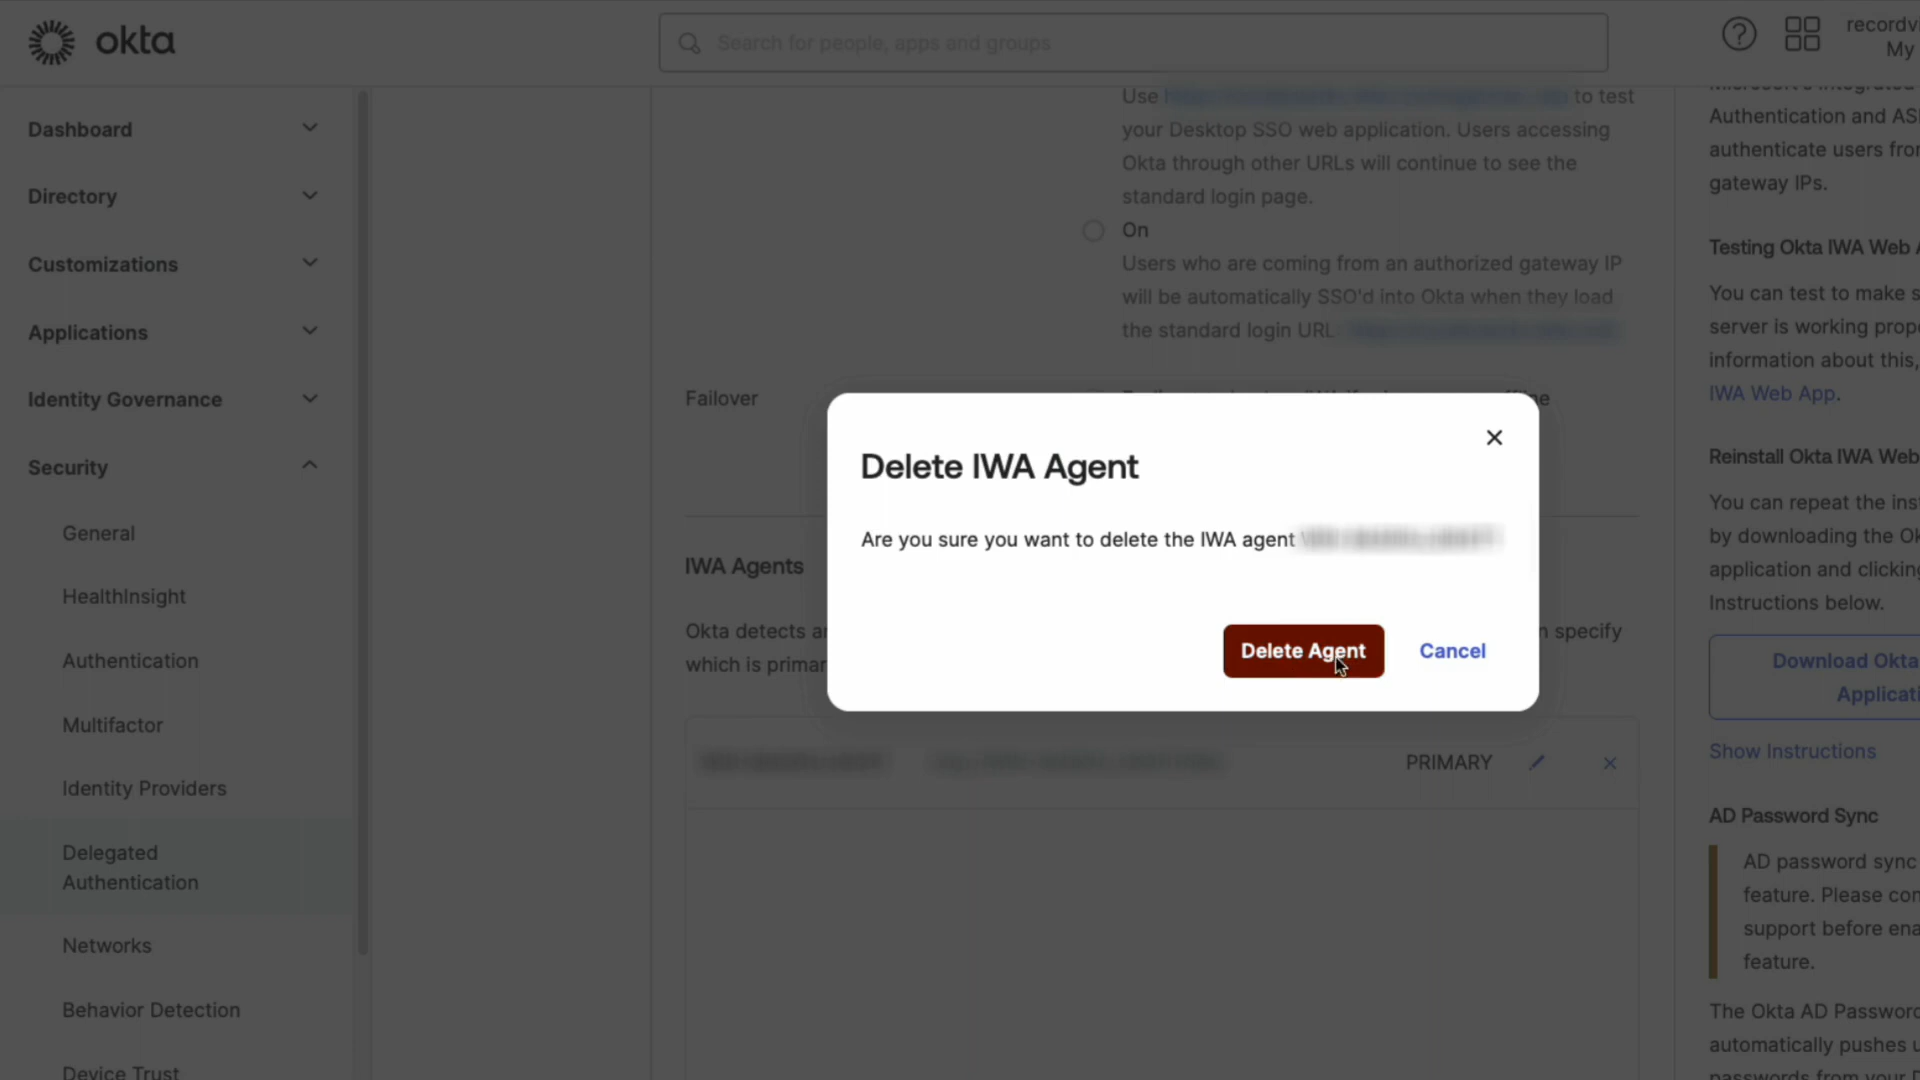 okta
Search for people, apps and groups
recordv
My
Dashboard
Directory
Customizations
Applications
Identity Governance
Security
General
HealthInsight
Authentication
Multifactor
Identity Providers
Delegated
Authentication
Networks
Behavior Detection
Device Trust
Use
to test
your Desktop SSO web application. Users accessing
Okta through other URLs will continue to see the
standard login page.
On
Users who are coming from an authorized gateway IP
will be automatically SSO'd into Okta when they load
the standard login URL
Failover
Delete IWA Agent
Are you sure you want to delete the IWA agent
Delete Agent
Cancel
IWA Agents
Okta detects
specify
which is primar
PRIMARY
Authentication and AS
authenticate users fro
gateway IPs.
Testing Okta IWA Web
You can test to make s
server is working prop
information about this,
IWA Web App.
Reinstall Okta IWA Web
You can repeat the ins
by downloading the Ok
application and clicking
Instructions below.
Download Okta
Applicati
Show Instructions
AD Password Sync
AD password sync
feature. Please con
support before ena
feature.
The Okta AD Password
automatically pushes u
passwords from your